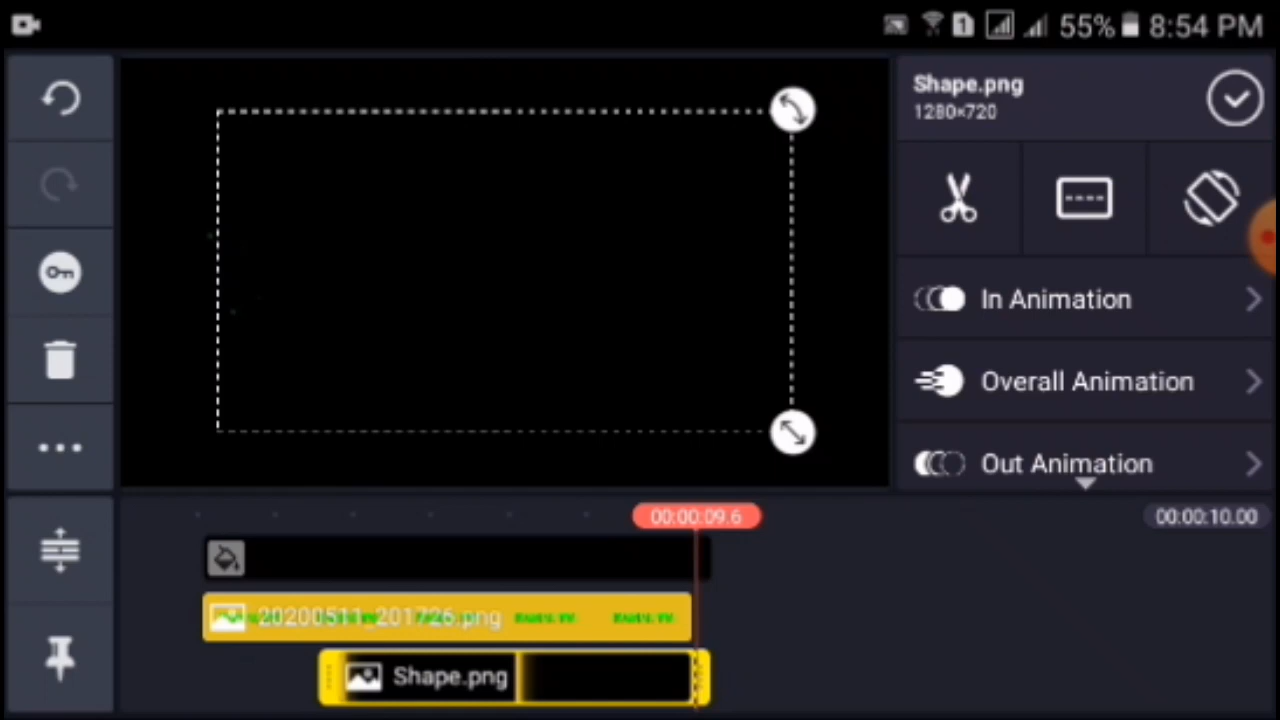 1 55% 8:54 PM
Shape.png
1280×720
In Animation
Overall Animation
Out Animation
00:00:09.6
00:00:10.00
20200511_201726.png
Shape.png